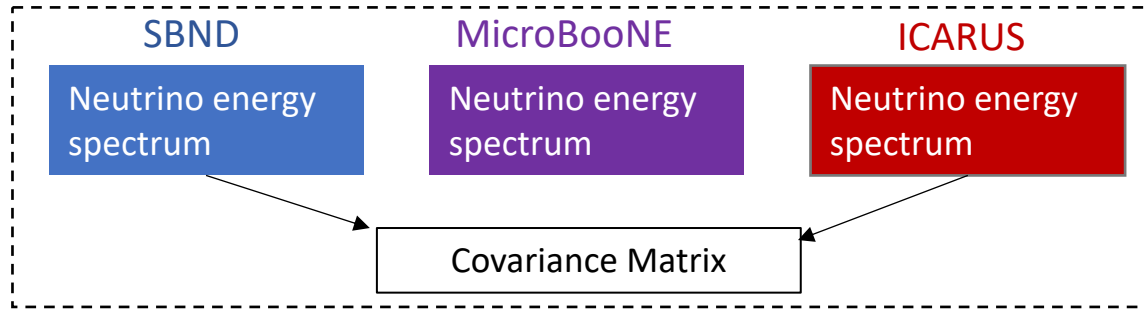 SBND
MicroBooNE
ICARUS
Neutrino energy
spectrum
Neutrino energy
spectrum
Neutrino energy
spectrum
Covariance Matrix